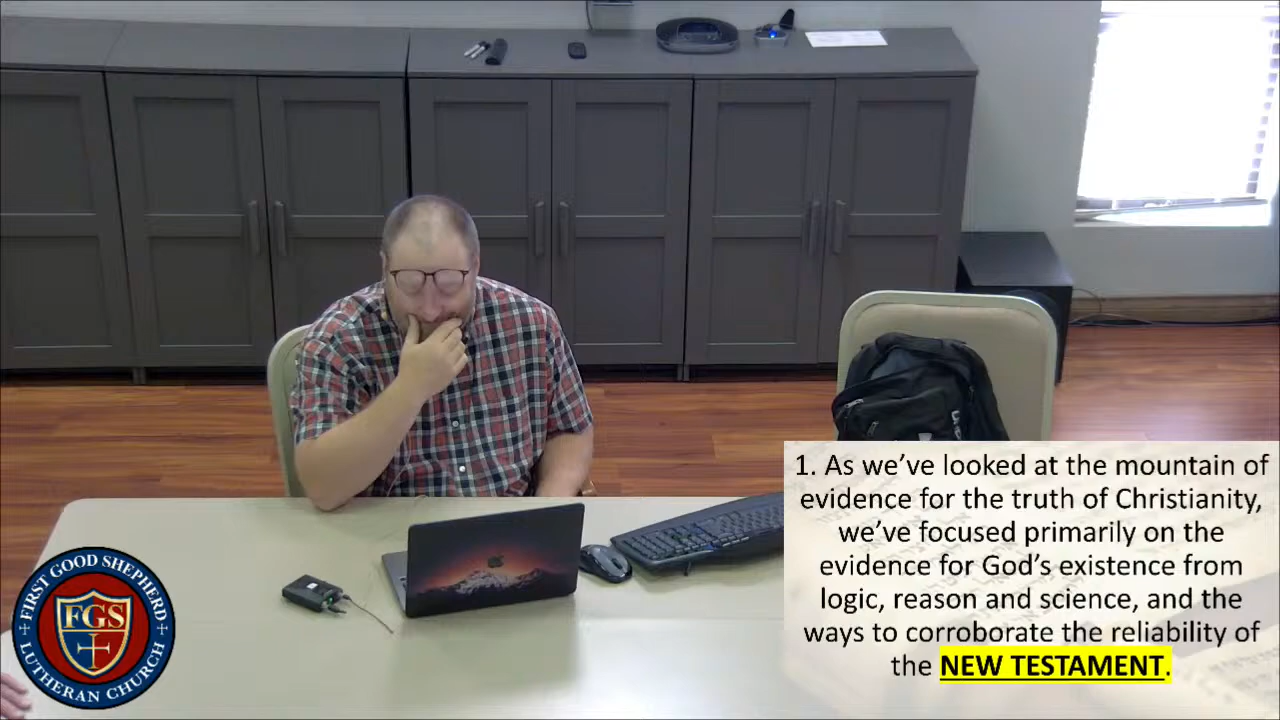 1. As we’ve looked at the mountain of
evidence for the truth of Christianity,
we’ve focused primarily on the
evidence for God’s existence from
logic, reason and science, and the
ways to corroborate the reliability of
the NEW TESTAMENT.
FIRST GOOD SHEPHERD
FGS
LUTHERAN CHURCH